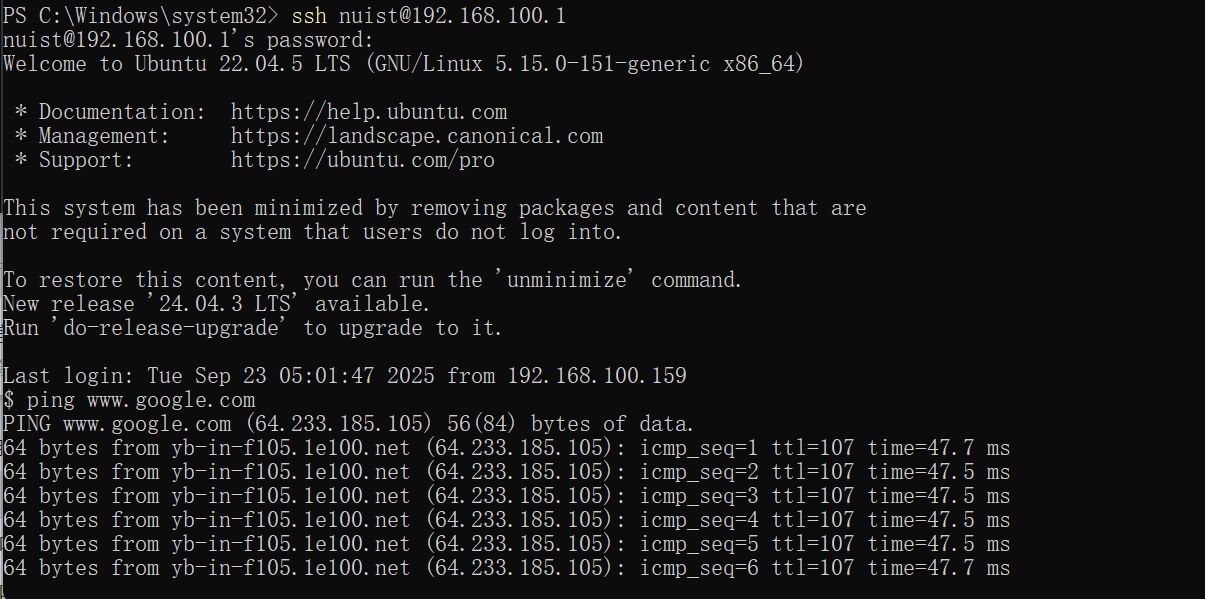 PS C:\Windows\system32> ssh nuist@192.168.100.1
nuist@192.168.100.1's password:
Welcome to Ubuntu 22.04.5 LTS (GNU/Linux 5.15.0-151-generic x86_64)
* Documentation:  https://help.ubuntu.com
* Management:     https://landscape.canonical.com
* Support:        https://ubuntu.com/pro
This system has been minimized by removing packages and content that are
not required on a system that users do not log into.
To restore this content, you can run the 'unminimize' command.
New release '24.04.3 LTS' available.
Run 'do-release-upgrade' to upgrade to it.
Last login: Tue Sep 23 05:01:47 2025 from 192.168.100.159
$ ping www.google.com
PING www.google.com (64.233.185.105) 56(84) bytes of data.
64 bytes from yb-in-f105.1e100.net (64.233.185.105): icmp_seq=1 ttl=107 time=47.7 ms
64 bytes from yb-in-f105.1e100.net (64.233.185.105): icmp_seq=2 ttl=107 time=47.5 ms
64 bytes from yb-in-f105.1e100.net (64.233.185.105): icmp_seq=3 ttl=107 time=47.5 ms
64 bytes from yb-in-f105.1e100.net (64.233.185.105): icmp_seq=4 ttl=107 time=47.5 ms
64 bytes from yb-in-f105.1e100.net (64.233.185.105): icmp_seq=5 ttl=107 time=47.5 ms
64 bytes from yb-in-f105.1e100.net (64.233.185.105): icmp_seq=6 ttl=107 time=47.7 ms